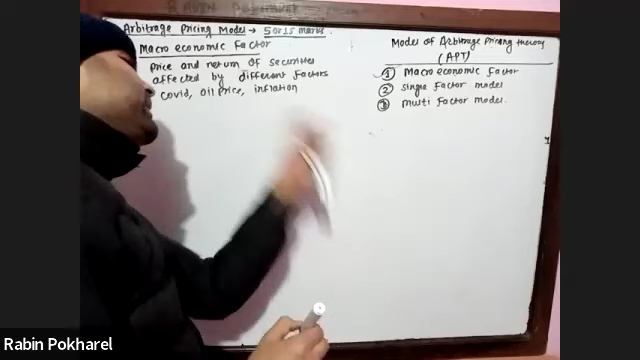 Arbitrage Pricing Model → 5 or 15 marks
Macro economic Factor
Price and return of securities
affected by different factors
covid, oil price, inflation
Model of Arbitrage Pricing theory
(APT)
① Macro economic factor
② single factor model
③ multi factor model.
Rabin Pokharel